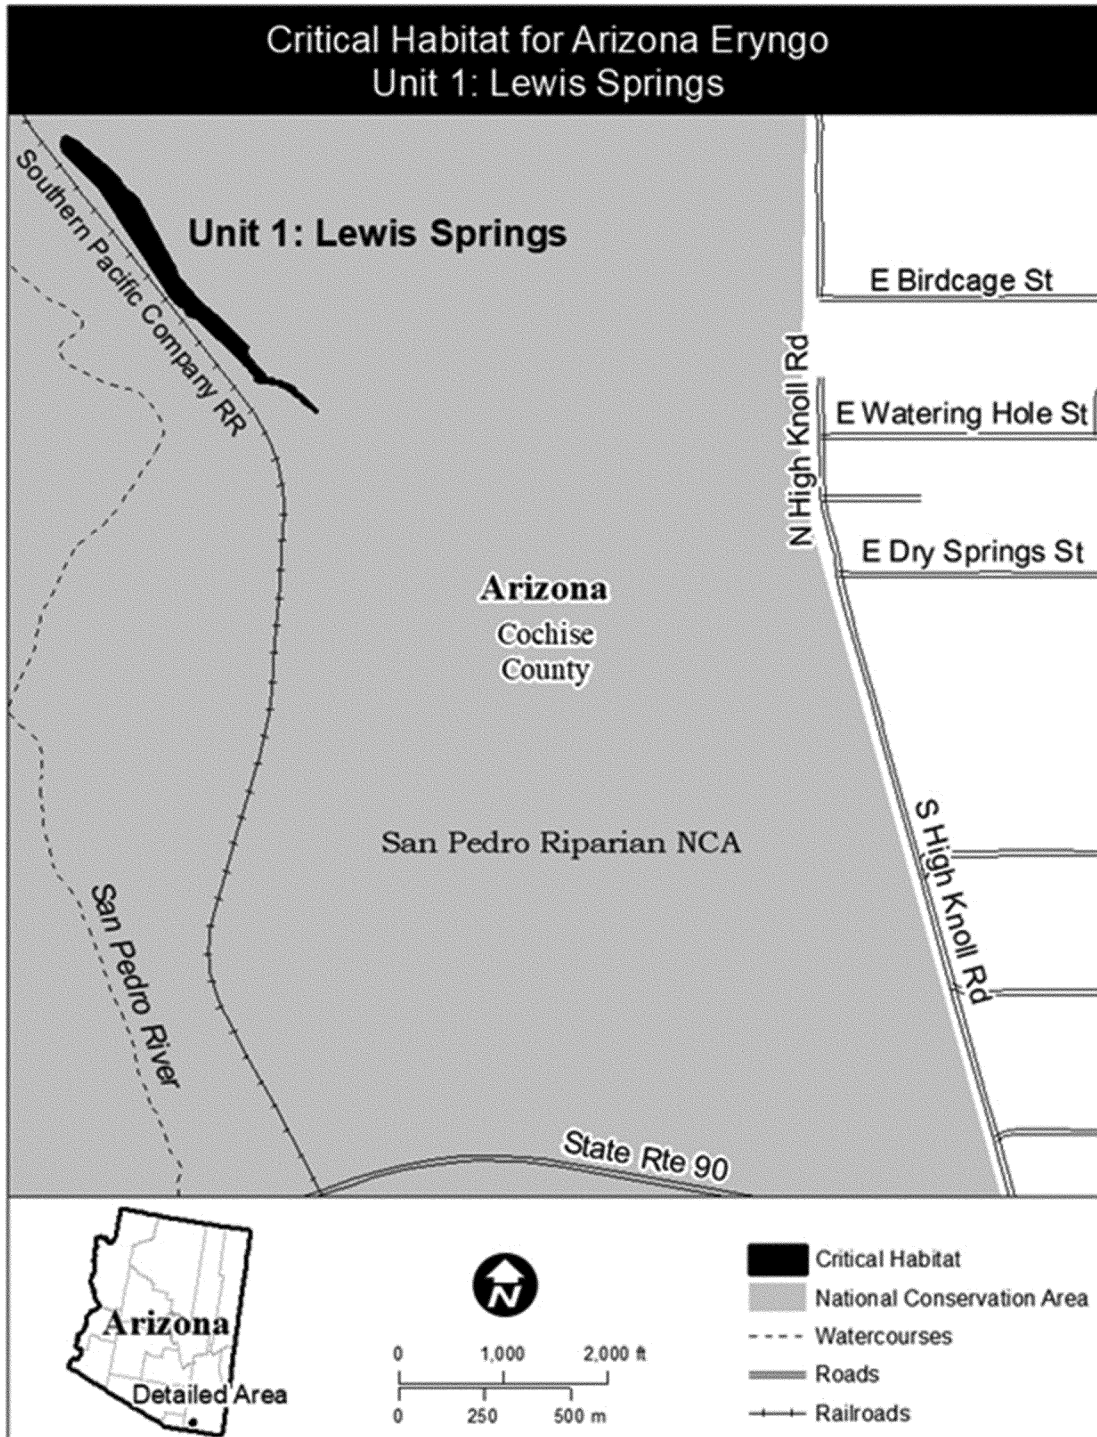 Critical Habitat for Arizona Eryngo
Unit 1: Lewis Springs
Southern Pacific Company RR
Unit 1: Lewis Springs
E Birdcage St
N High Knoll Rd
E Watering Hole St
E Dry Springs St
Arizona
Cochise
County
San Pedro Riparian NCA
S High Knoll Rd
San Pedro River
State Rte 90
Arizona
Detailed Area
N
0 1,000 2,000 ft
0 250 500 m
Critical Habitat
National Conservation Area
Watercourses
Roads
Railroads